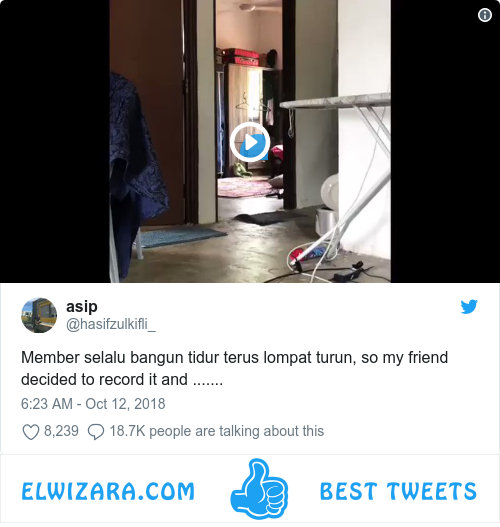 asip
@hasifzulkifli_
Member selalu bangun tidur terus lompat turun, so my friend
decided to record it and .......
6:23 AM - Oct 12, 2018
8,239 18.7K people are talking about this
ELWIZARA.COM BEST TWEETS